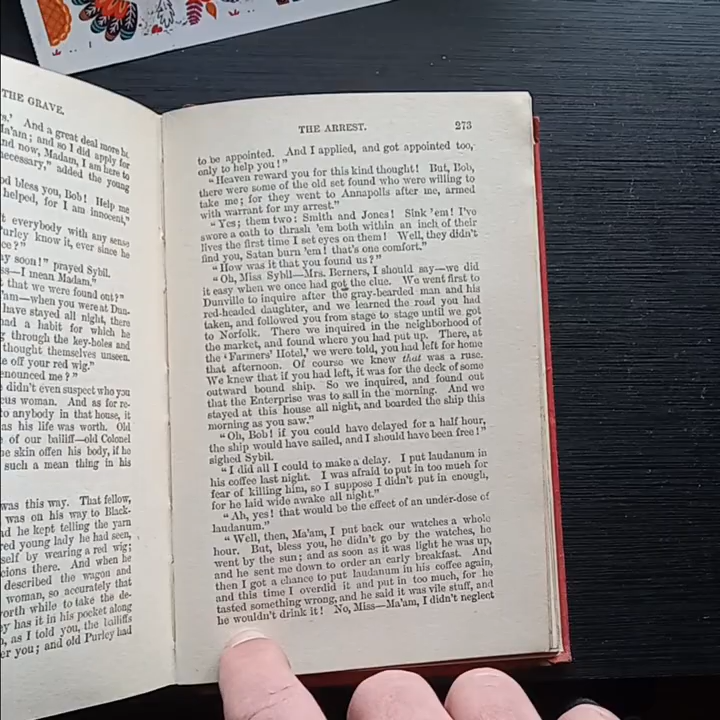 THE GRAVE.
And a great deal more be
Ma'am; and so I did apply for
And now, Madam, I am here to
necessary," added the young
God bless you, Bob! Help me
helped, for I am innocent,"
everybody with any sense
Purley know it, ever since he
soon!" prayed Sybil.
I mean Madam."
that we were found out?"
when you were at Dun-
have stayed all night, there
had a habit for which he
through the key-holes and
thought themselves unseen.
off your red wig."
me?"
didn't even suspect who you
woman. And as for re-
to anybody in that house, it
as his life was worth. Old
of our bailiff—old Colonel
skin offen his body, if he
such a mean thing in his
was this way. That fellow,
was on his way to Black-
and he kept telling the yarn
young lady he had seen,
by wearing a red wig;
there. And when he
described the wagon and
woman, so accurately that
worth while to take the de-
has it in his pocket along
as I told you, the bailiffs
you; and old Purley had
THE ARREST. 273
to be appointed. And I applied, and got appointed too,
only to help you!"
"Heaven reward you for this kind thought! But, Bob,
there were some of the old set found who were willing to
take me; for they went to Annapolis after me, armed
with warrant for my arrest."
"Yes; them two: Smith and Jones! Sink 'em! I've
swore a oath to thrash 'em both within an inch of their
lives the first time I set eyes on them! Well, they didn't
find you, Satan burn 'em! that's one comfort."
"How was it that you found us?"
"Oh, Miss Sybil—Mrs. Berners, I should say—we did
it easy when we once had got the clue. We went first to
Dunville to inquire after the gray-bearded man and his
red-headed daughter, and we learned the road you had
taken, and followed you from stage to stage until we got
to Norfolk. There we inquired in the neighborhood of
the market, and found where you had put up. There, at
the 'Farmers' Hotel,' we were told, you had left for home
that afternoon. Of course we knew that was a ruse.
We knew that if you had left, it was for the deck of some
outward bound ship. So we inquired, and found out
that the Enterprise was to sail in the morning. And we
stayed at this house all night, and boarded the ship this
morning as you saw."
"Oh, Bob! if you could have delayed for a half hour,
the ship would have sailed, and I should have been free!"
sighed Sybil.
"I did all I could to make a delay. I put laudanum in
his coffee last night. I was afraid to put in too much for
fear of killing him, so I suppose I didn't put in enough,
for he laid wide awake all night."
"Ah, yes! that would be the effect of an under-dose of
laudanum."
"Well, then, Ma'am, I put back our watches a whole
hour. But, bless you, he didn't go by the watches, he
went by the sun; and as soon as it was light he was up,
and he sent me down to order an early breakfast. And
then I got a chance to put laudanum in his coffee again,
and this time I overdid it and put in too much, for he
tasted something wrong, and he said it was vile stuff, and
he wouldn't drink it! No, Miss—Ma'am, I didn't neglect